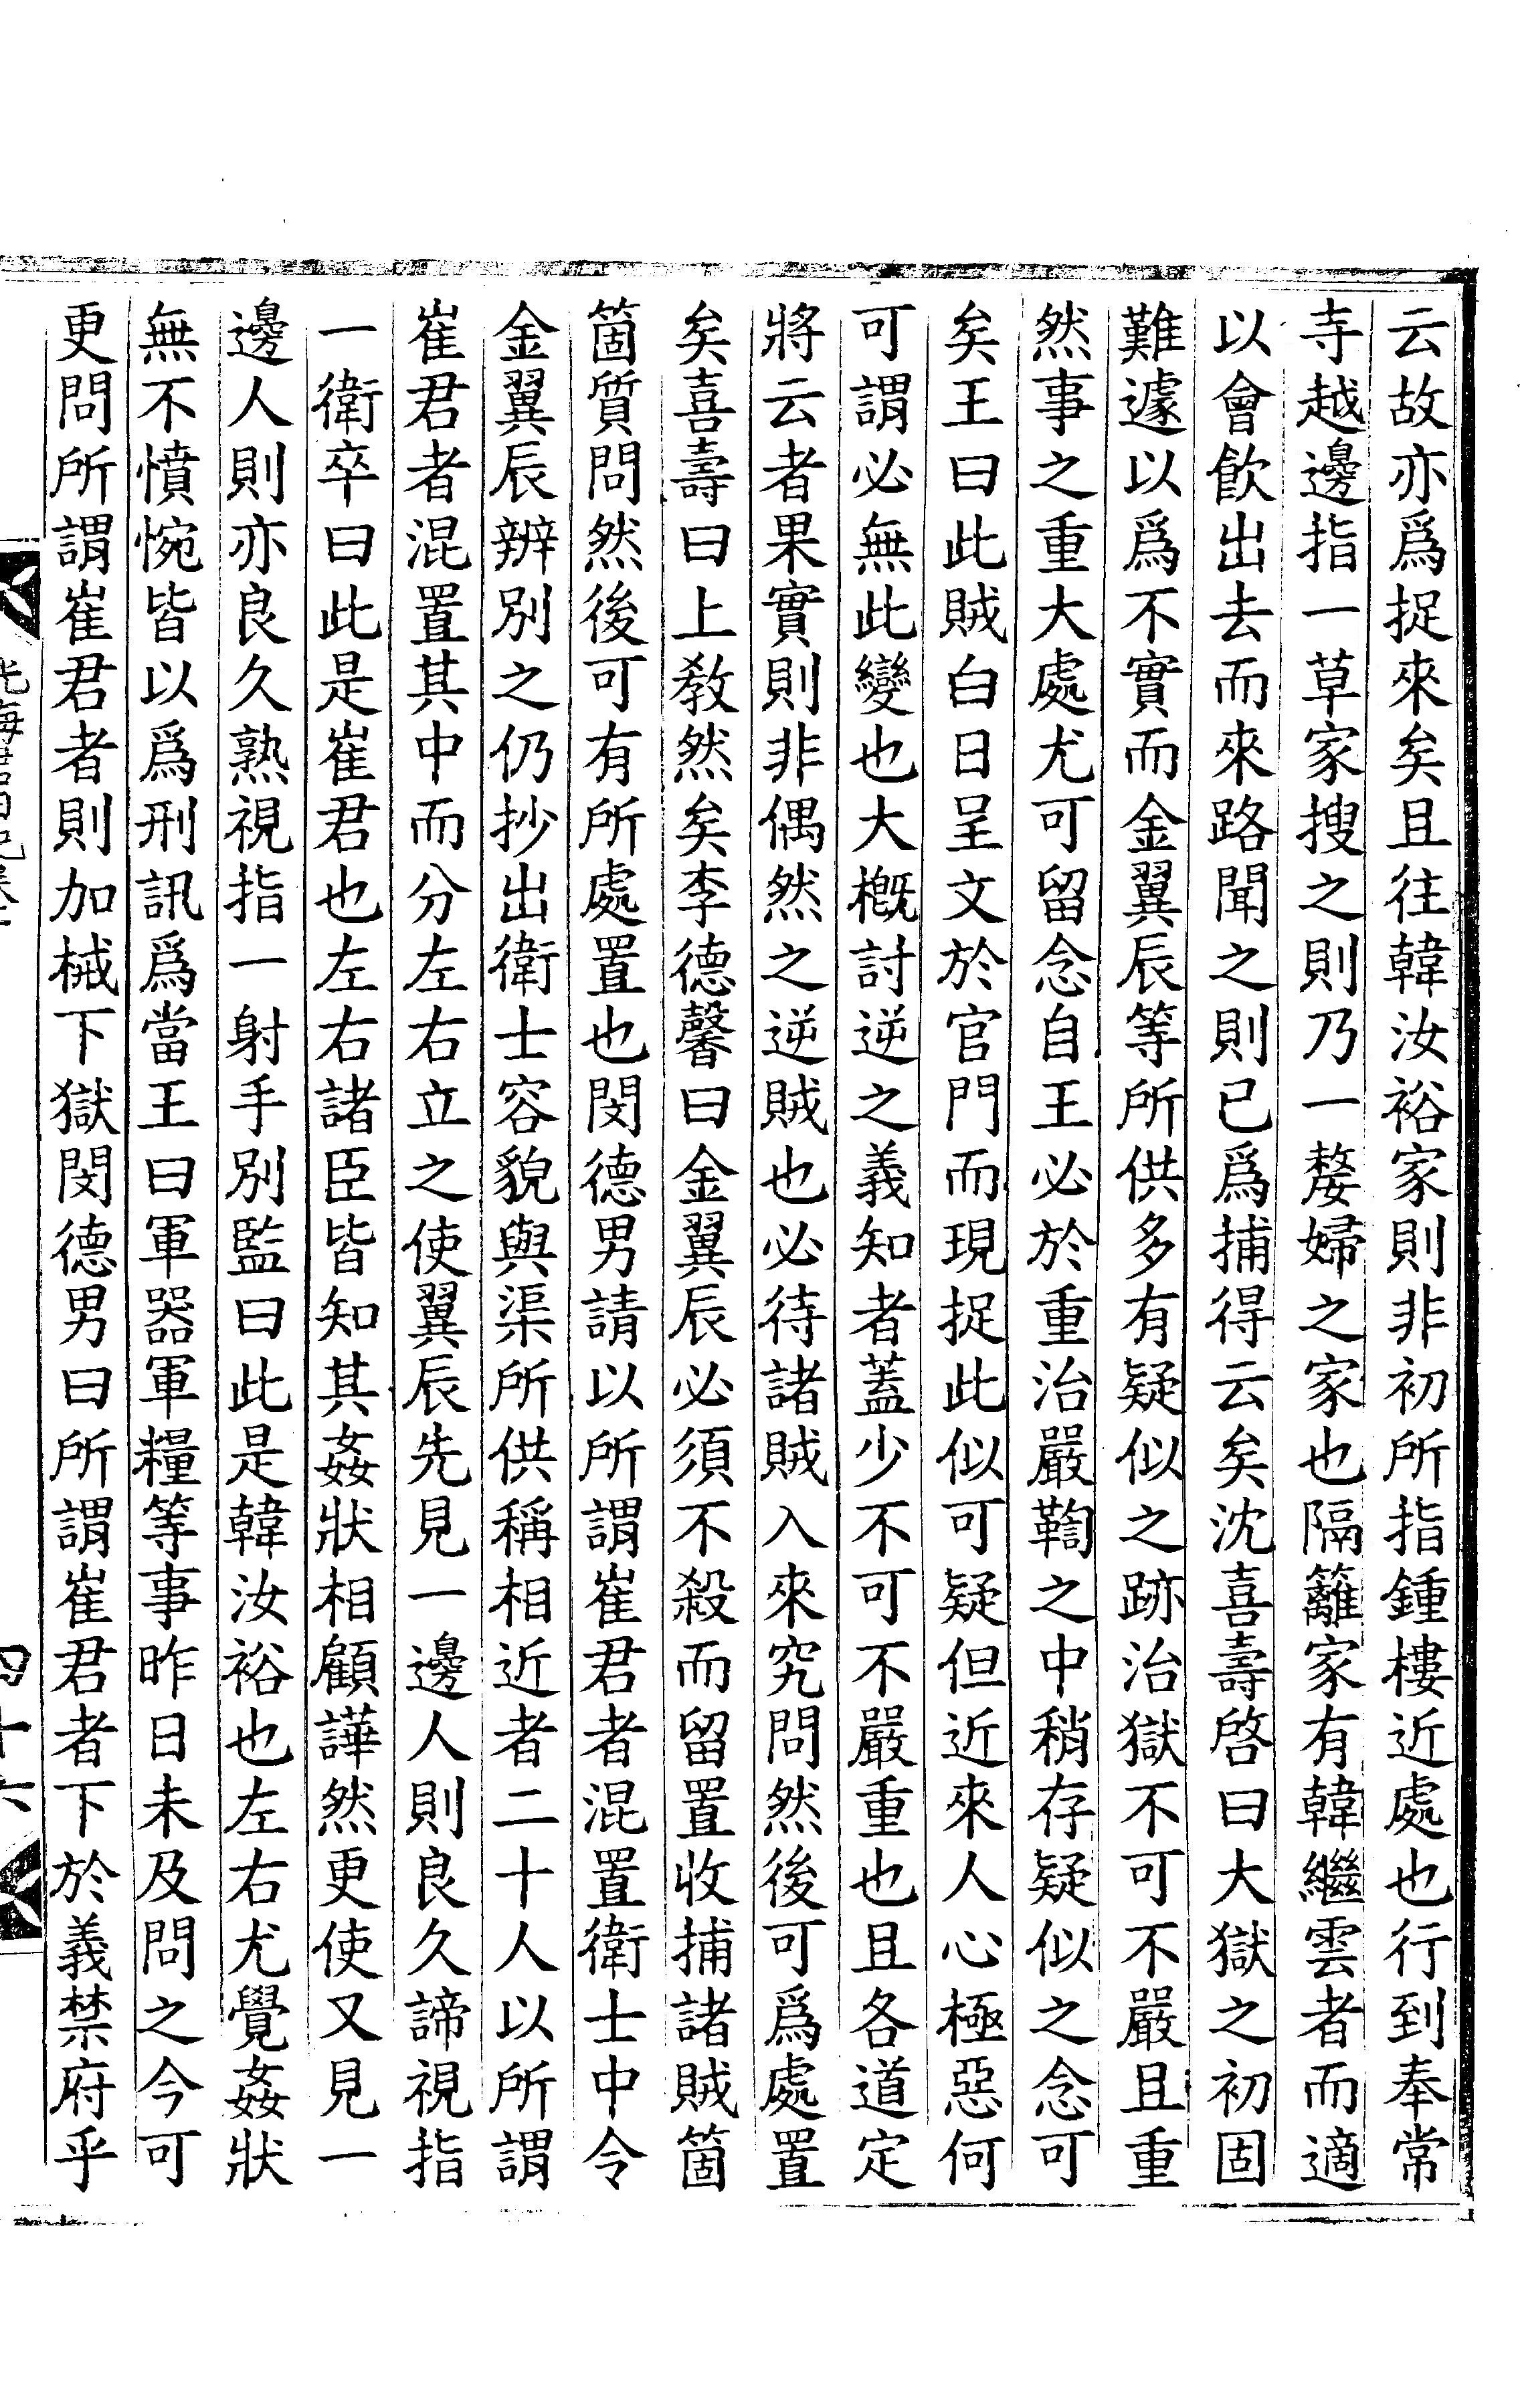 云故亦爲捉來矣且往韓汝裕家則非初所指鍾樓近處也行到奉常
寺越邊指一草家搜之則乃一嫠婦之家也隔籬家有韓繼雲者而適
以會飮出去而來路聞之則已爲捕得云矣沈喜壽啓曰大獄之初固
難遽以爲不實而金翼辰等所供多有疑似之跡治獄不可不嚴且重
然事之重大處尤可留念自王必於重治嚴鞫之中稍存疑似之念可
矣王曰此賊白日呈文於官門而現捉此似可疑但近來人心極惡何
可謂必無此變也大槪討逆之義知者蓋少不可不嚴重也且各道定
將云者果實則非偶然之逆賊也必待諸賊入來究問然後可爲處置
矣喜壽曰上敎然矣李德馨曰金翼辰必須不殺而留置收捕諸賊箇
箇質問然後可有所處置也閔德男請以所謂崔君者混置衛士中令
金翼辰辨別之仍抄出衛士容貌與渠所供稱相近者二十人以所謂
崔君者混置其中而分左右立之使翼辰先見一邊人則良久諦視指
一衛卒曰此是崔君也左右諸臣皆知其姦狀相顧譁然更使又見一
邊人則亦良久熟視指一射手別監曰此是韓汝裕也左右尤覺姦狀
無不憤惋皆以爲刑訊爲當王曰軍器軍糧等事昨日未及問之今可
更問所謂崔君者則加械下獄閔德男曰所謂崔君者下於義禁府乎
四十六